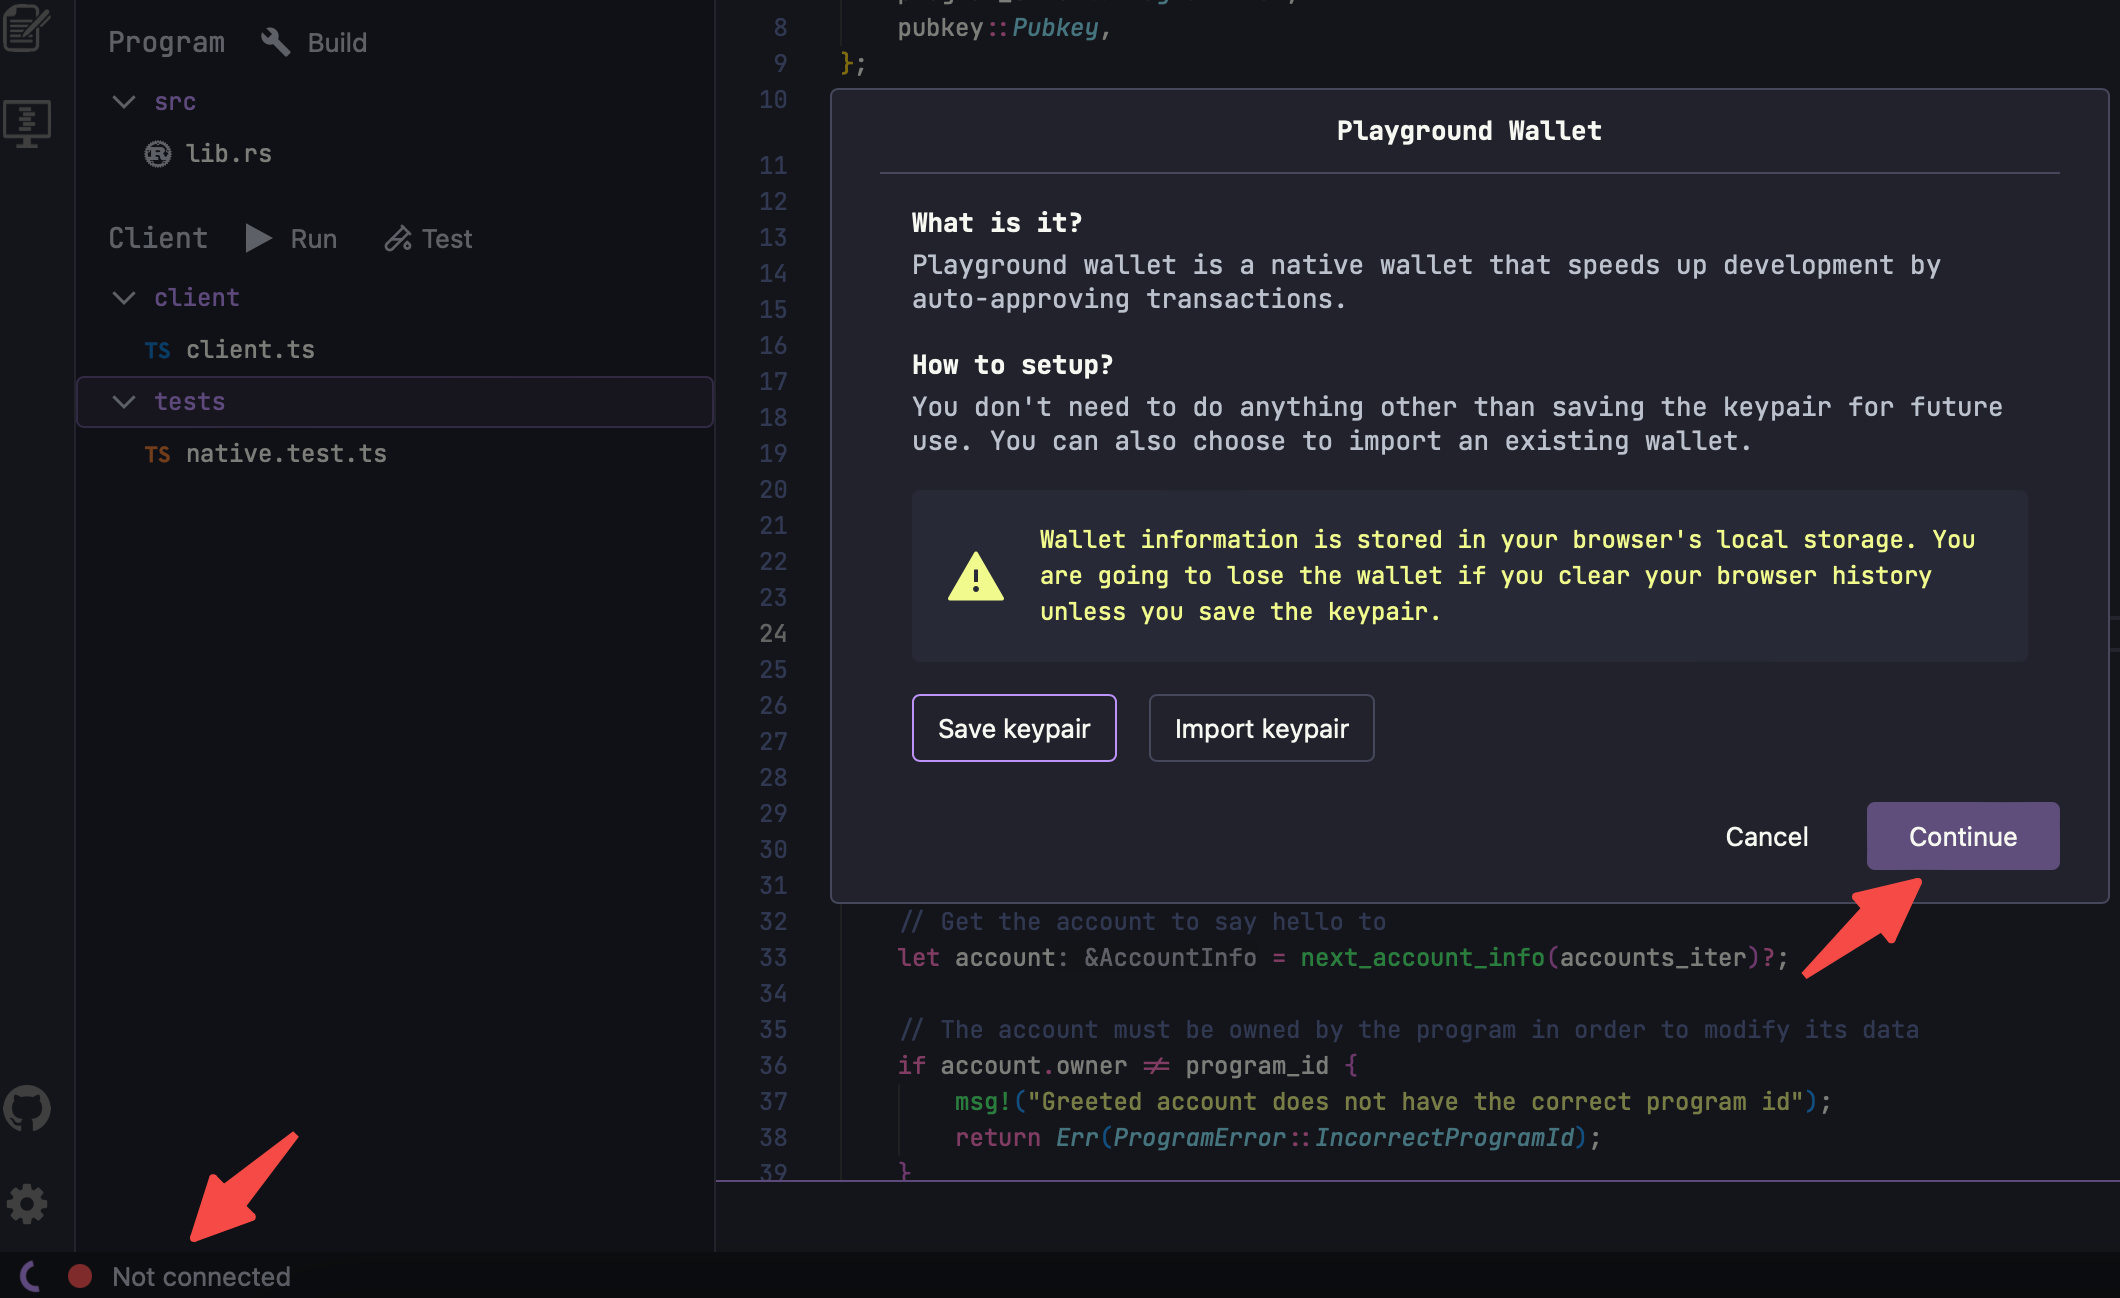 Program Build
src
lib.rs
Client Run Test
client
TS client.ts
tests
TS native.test.ts
Not connected
8 pubkey::Pubkey,
9 };
10
11
12
13
14
15
16
17
18
19
20
21
22
23
24
25
26
27
28
29
30
31
32 // Get the account to say hello to
33 let account: &AccountInfo = next_account_info(accounts_iter)?;
34
35 // The account must be owned by the program in order to modify its data
36 if account.owner != program_id {
37 msg!("Greeted account does not have the correct program id");
38 return Err(ProgramError::IncorrectProgramId);
39 }
Playground Wallet
What is it?
Playground wallet is a native wallet that speeds up development by
auto-approving transactions.
How to setup?
You don't need to do anything other than saving the keypair for future
use. You can also choose to import an existing wallet.
Wallet information is stored in your browser's local storage. You
are going to lose the wallet if you clear your browser history
unless you save the keypair.
Save keypair Import keypair
Cancel Continue